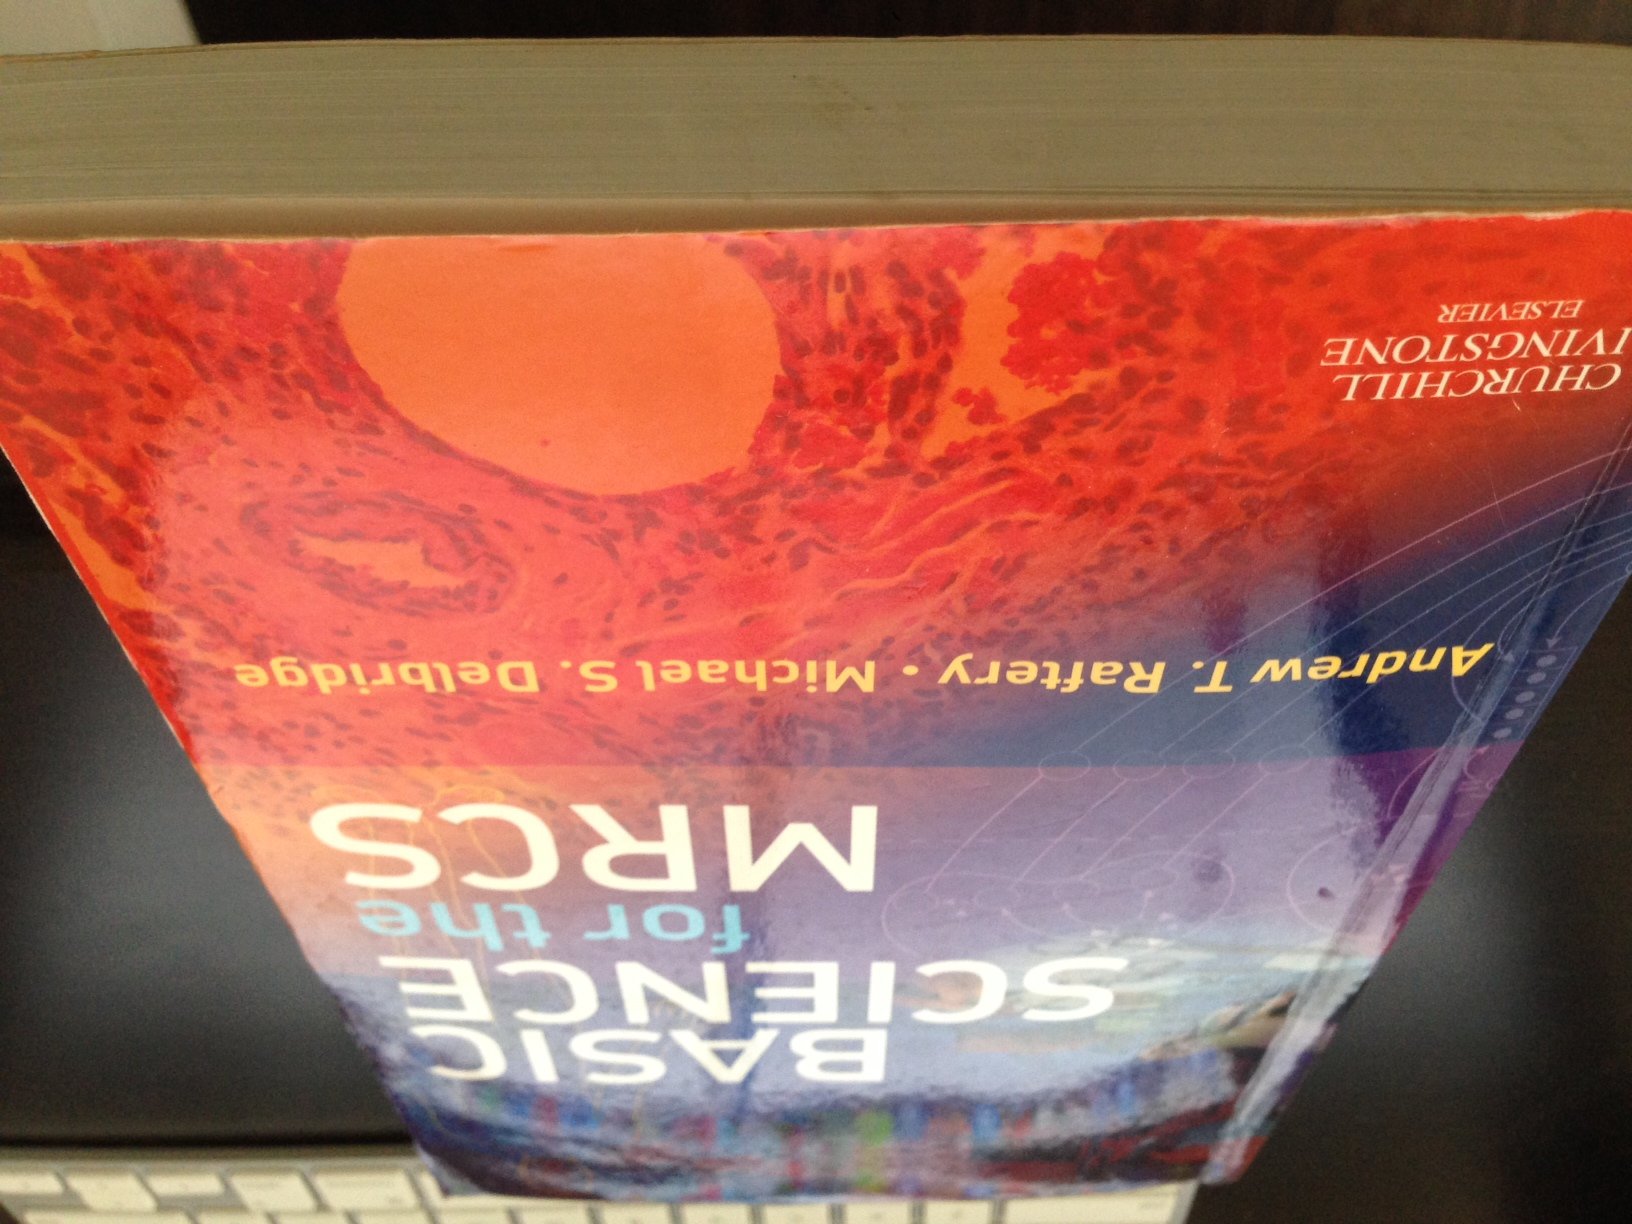 BASIC
SCIENCE
for the
MRCS
Andrew T. Raftery • Michael S. Delbridge
CHURCHILL
IVINGSTONE
ELSEVIER